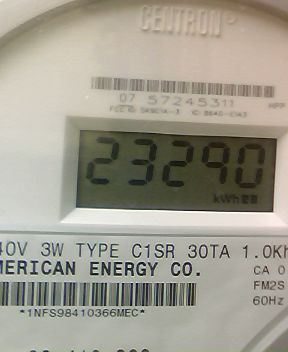 CENTRON®
07 57245311
23290
kWh
40V 3W TYPE C1SR 30TA 1.0Kh
MERICAN ENERGY CO.
CA 0
FM2S
60Hz
*1NFS98410366MEC*